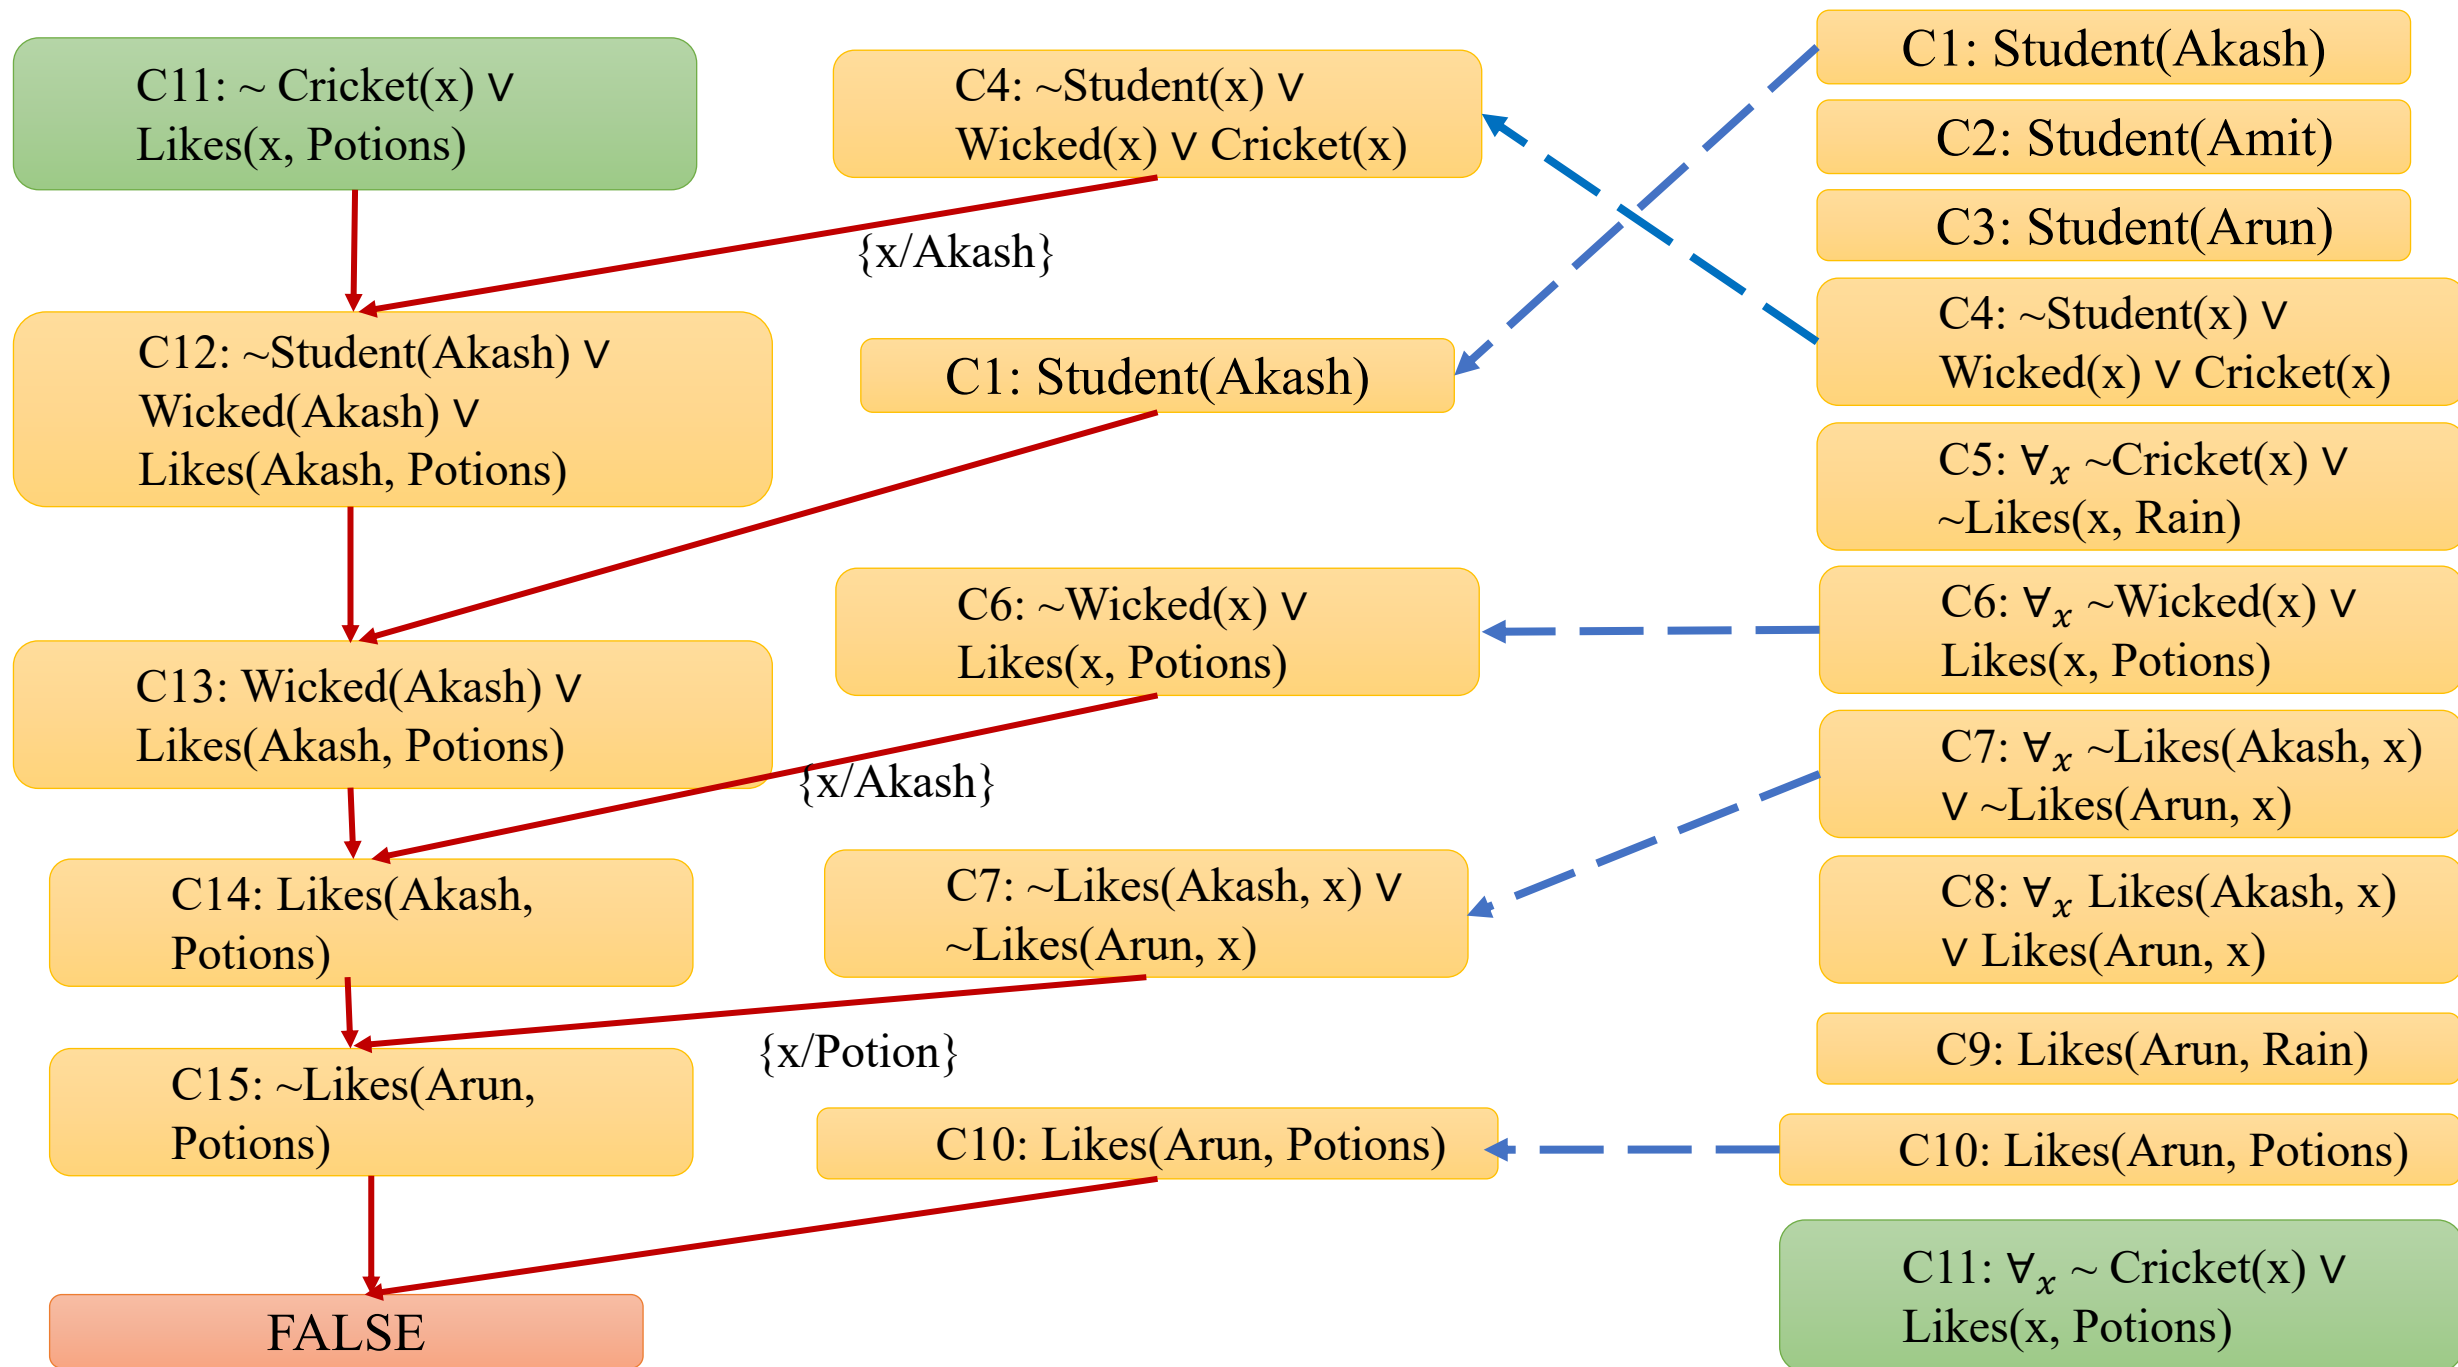 C11: ~ Cricket(x) ∨
Likes(x, Potions)
C4: ~Student(x) ∨
Wicked(x) ∨ Cricket(x)
{x/Akash}
C12: ~Student(Akash) ∨
Wicked(Akash) ∨
Likes(Akash, Potions)
C1: Student(Akash)
C13: Wicked(Akash) ∨
Likes(Akash, Potions)
C6: ~Wicked(x) ∨
Likes(x, Potions)
{x/Akash}
C14: Likes(Akash,
Potions)
C7: ~Likes(Akash, x) ∨
~Likes(Arun, x)
{x/Potion}
C15: ~Likes(Arun,
Potions)
C10: Likes(Arun, Potions)
FALSE
C1: Student(Akash)
C2: Student(Amit)
C3: Student(Arun)
C4: ~Student(x) ∨
Wicked(x) ∨ Cricket(x)
C5: ∀x ~Cricket(x) ∨
~Likes(x, Rain)
C6: ∀x ~Wicked(x) ∨
Likes(x, Potions)
C7: ∀x ~Likes(Akash, x)
∨ ~Likes(Arun, x)
C8: ∀x Likes(Akash, x)
∨ Likes(Arun, x)
C9: Likes(Arun, Rain)
C10: Likes(Arun, Potions)
C11: ∀x ~ Cricket(x) ∨
Likes(x, Potions)